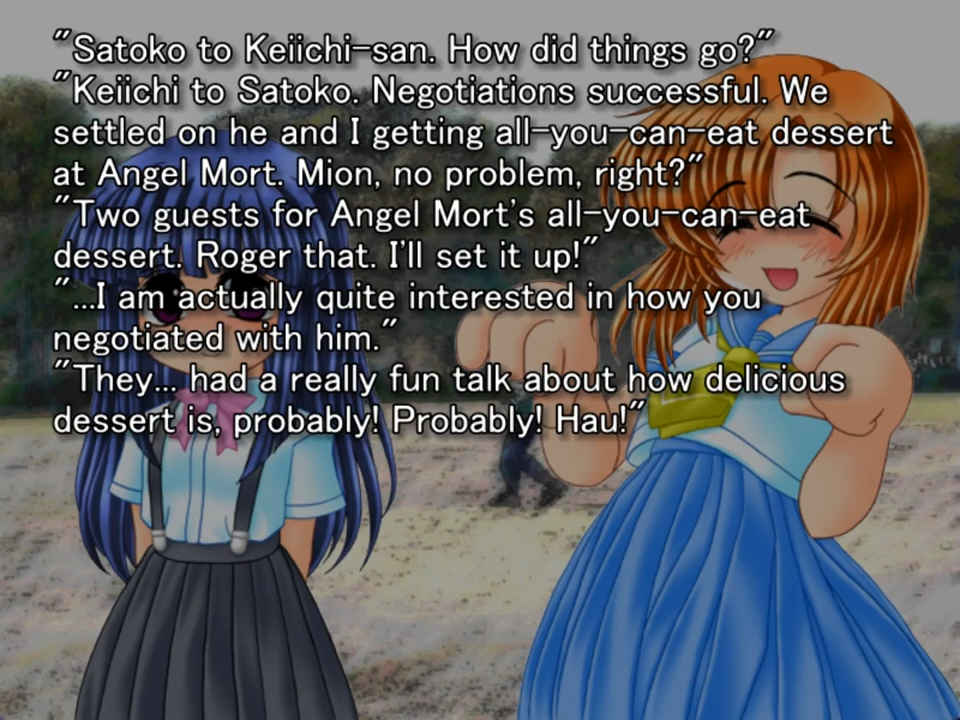 "Satoko to Keiichi-san. How did things go?"
"Keiichi to Satoko. Negotiations successful. We
settled on he and I getting all-you-can-eat dessert
at Angel Mort. Mion, no problem, right?"
"Two guests for Angel Mort's all-you-can-eat
dessert. Roger that. I'll set it up!"
"...I am actually quite interested in how you
negotiated with him."
"They... had a really fun talk about how delicious
dessert is, probably! Probably! Hau!"